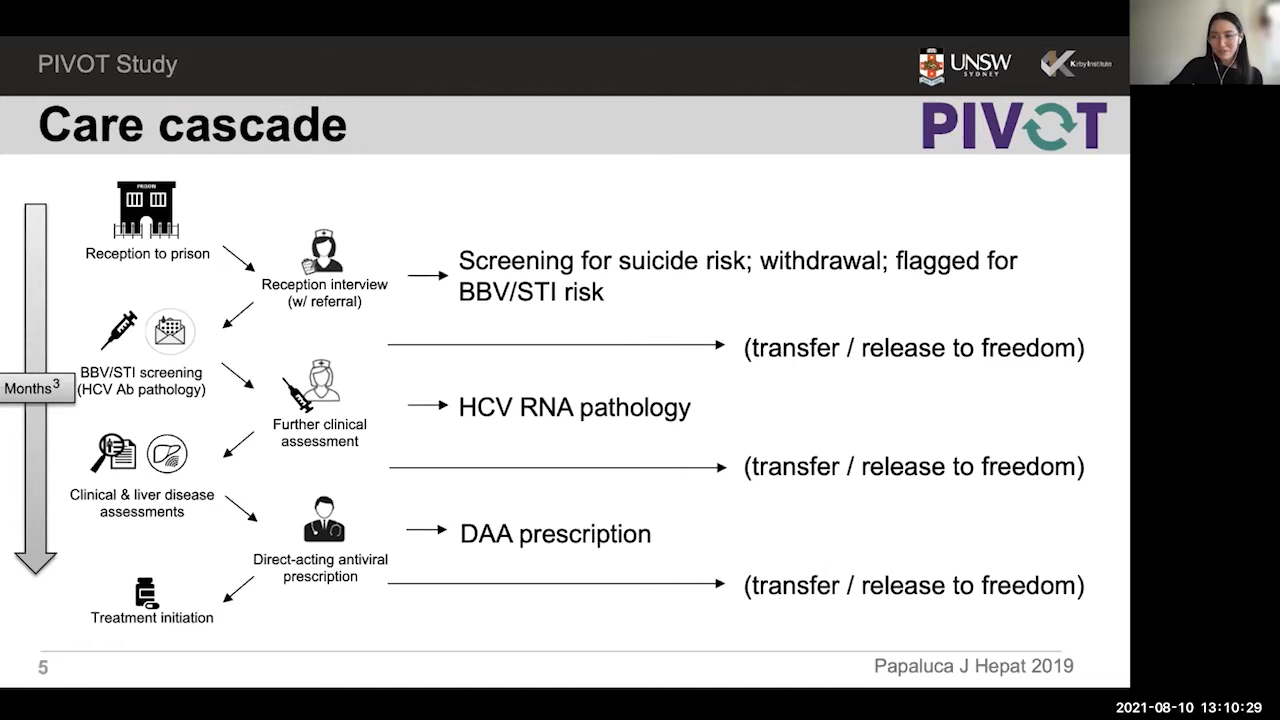 PIVOT Study
UNSW
SYDNEY
Kirby Institute
Care cascade
PIVOT
PRISON
Reception to prison
Reception interview
(w/ referral)
Screening for suicide risk; withdrawal; flagged for
BBV/STI risk
BBV/STI screening
(HCV Ab pathology)
(transfer / release to freedom)
Months³
Further clinical
assessment
HCV RNA pathology
(transfer / release to freedom)
Clinical & liver disease
assessments
Direct-acting antiviral
prescription
DAA prescription
(transfer / release to freedom)
Treatment initiation
5
Papaluca J Hepat 2019
2021-08-10 13:10:29